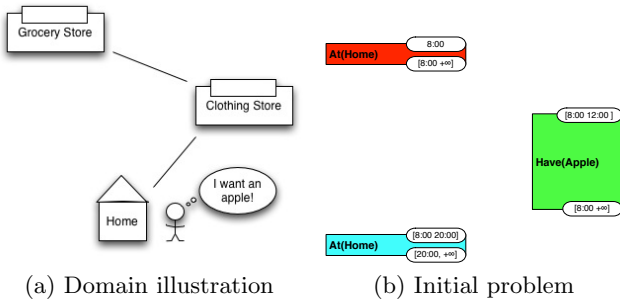 Grocery Store
Clothing Store
I want an
apple!
Home
(a) Domain illustration
8:00
At(Home)
[8:00 +∞]
[8:00 12:00 ]
Have(Apple)
[8:00 +∞]
[8:00 20:00]
At(Home)
[20:00, +∞]
(b) Initial problem